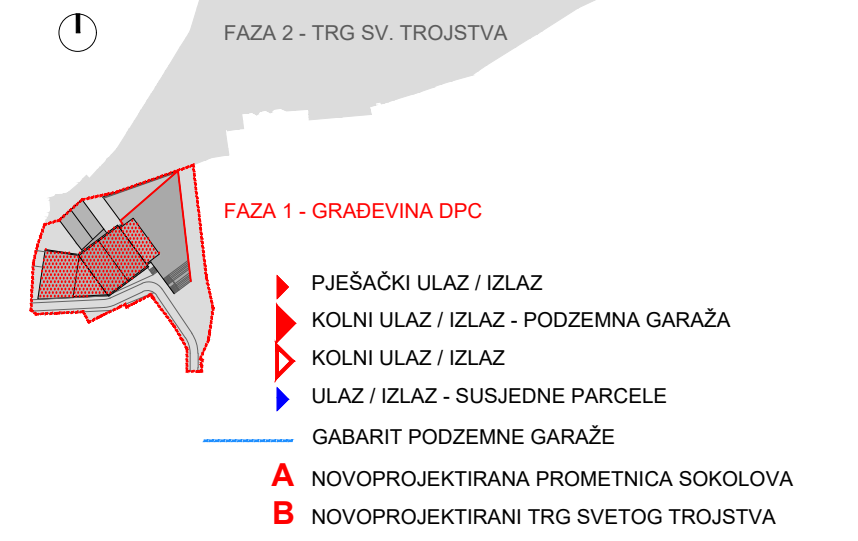 FAZA 2 - TRG SV. TROJSTVA
FAZA 1 - GRAĐEVINA DPC
PJEŠAČKI ULAZ / IZLAZ
KOLNI ULAZ / IZLAZ - PODZEMNA GARAŽA
KOLNI ULAZ / IZLAZ
ULAZ / IZLAZ - SUSJEDNE PARCELE
GABARIT PODZEMNE GARAŽE
A NOVOPROJEKTIRANA PROMETNICA SOKOLOVA
B NOVOPROJEKTIRANI TRG SVETOG TROJSTVA